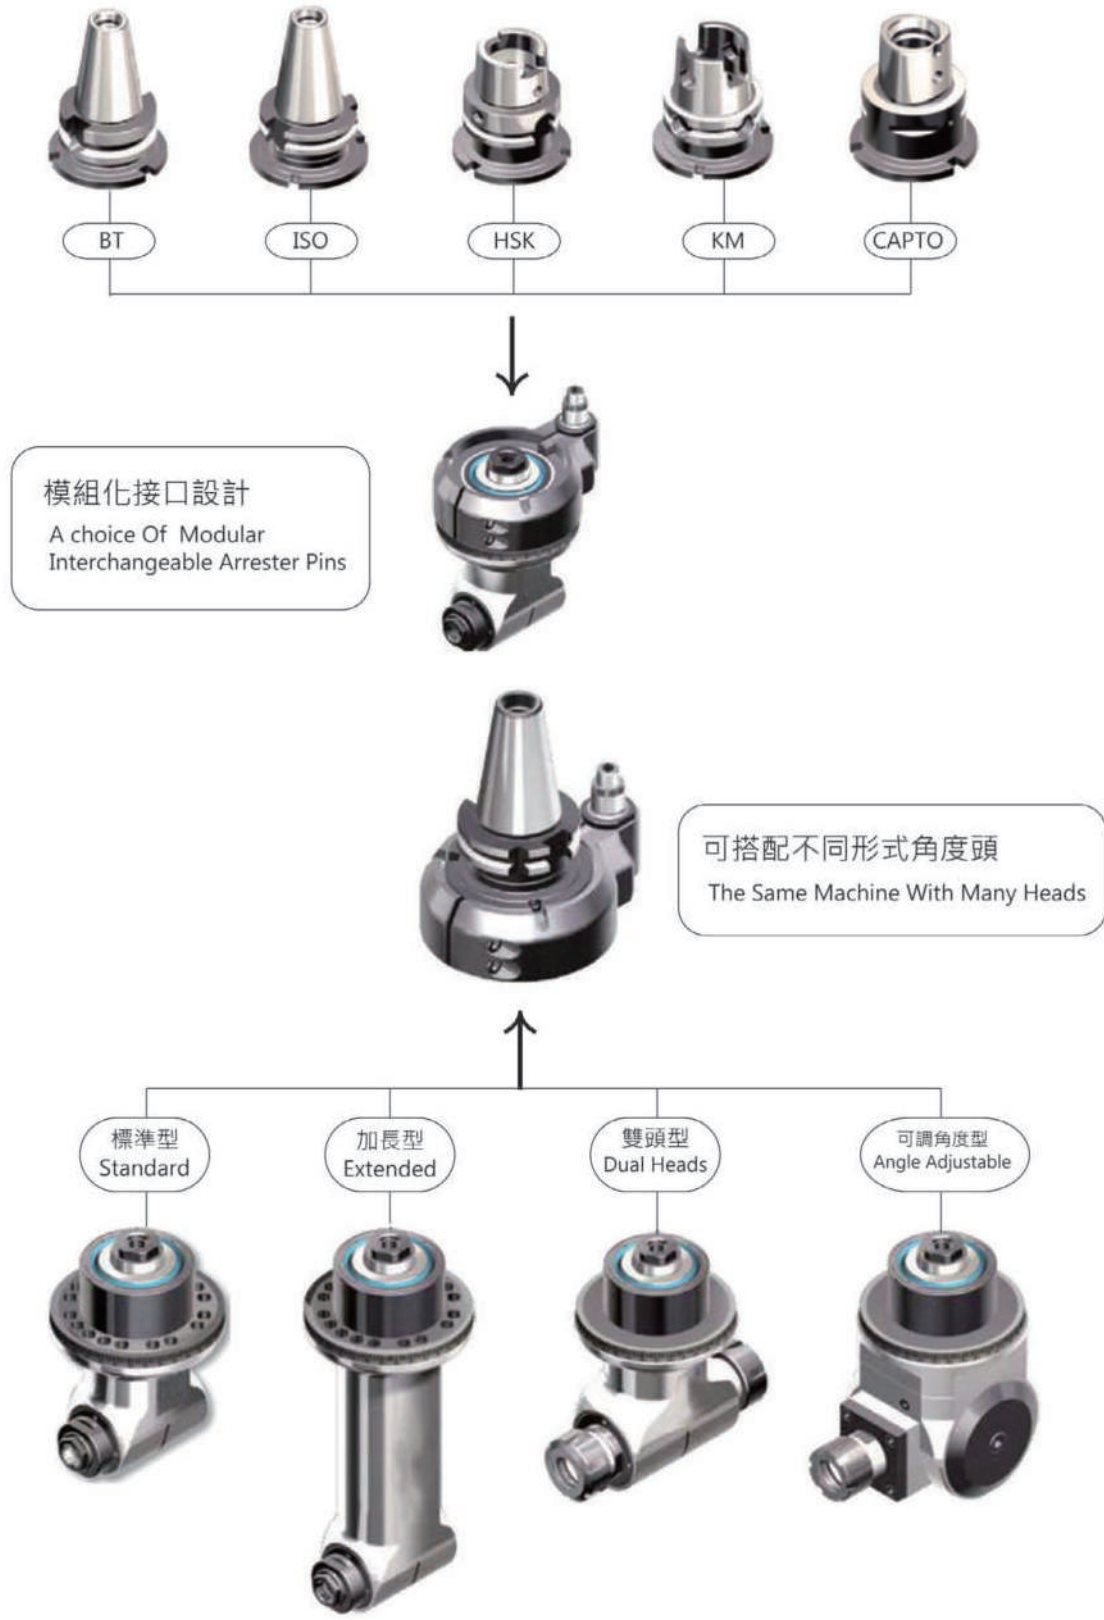 BT
ISO
HSK
KM
CAPTO
模組化接口設計
A choice Of Modular
Interchangeable Arrester Pins
可搭配不同形式角度頭
The Same Machine With Many Heads
標準型
Standard
加長型
Extended
雙頭型
Dual Heads
可調角度型
Angle Adjustable